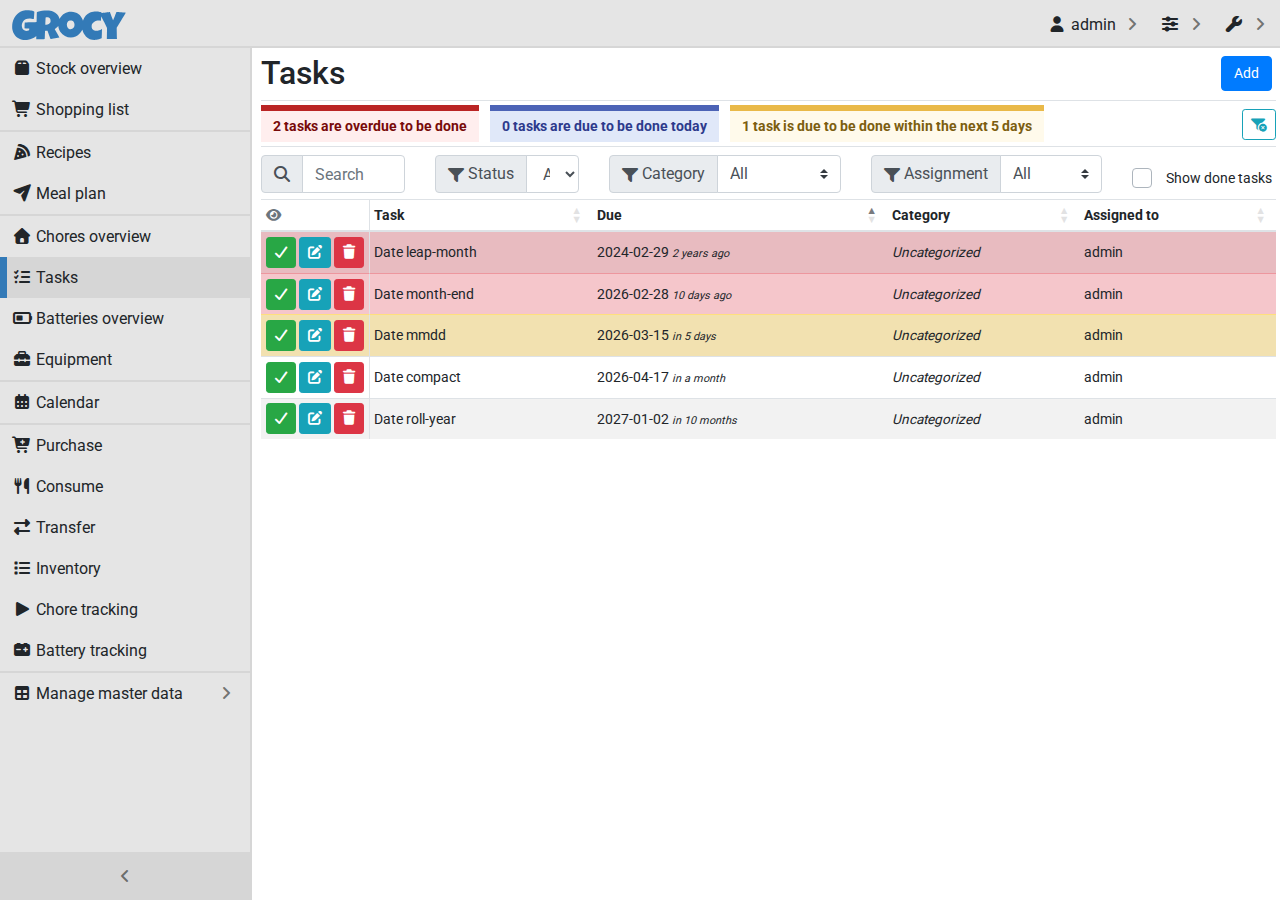 GROCY
admin
Stock overview
Shopping list
Recipes
Meal plan
Chores overview
Tasks
Batteries overview
Equipment
Calendar
Purchase
Consume
Transfer
Inventory
Chore tracking
Battery tracking
Manage master data
Tasks
Add
2 tasks are overdue to be done
0 tasks are due to be done today
1 task is due to be done within the next 5 days
Search Status Category All Assignment All Show done tasks
Task Due Category Assigned to
Date leap-month 2024-02-29 2 years ago Uncategorized admin
Date month-end 2026-02-28 10 days ago Uncategorized admin
Date mmdd 2026-03-15 in 5 days Uncategorized admin
Date compact 2026-04-17 in a month Uncategorized admin
Date roll-year 2027-01-02 in 10 months Uncategorized admin